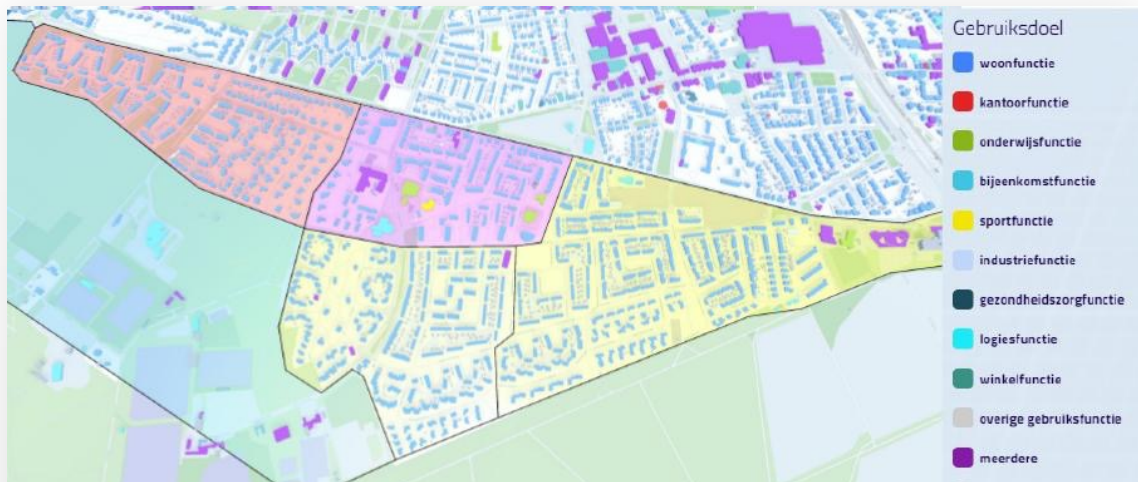 Gebruiksdoel
woonfunctie
kantoorfunctie
onderwijsfunctie
bijeenkomstfunctie
sportfunctie
industriefunctie
gezondheidszorgfunctie
logiesfunctie
winkelfunctie
overige gebruiksfunctie
meerdere